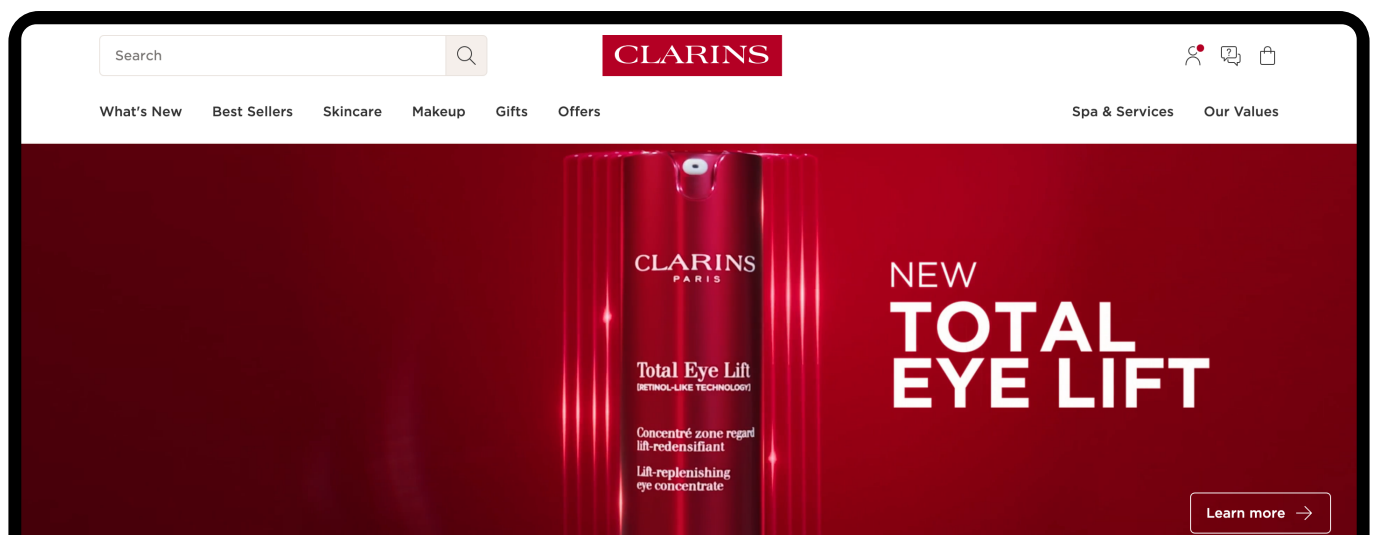 Search
CLARINS
What's New
Best Sellers
Skincare
Makeup
Gifts
Offers
Spa & Services
Our Values
CLARINS
PARIS
Total Eye Lift
[RETINOL-LIKE TECHNOLOGY]
Concentré zone regard
lift-redensifiant
Lift-replenishing
eye concentrate
NEW
TOTAL
EYE LIFT
Learn more